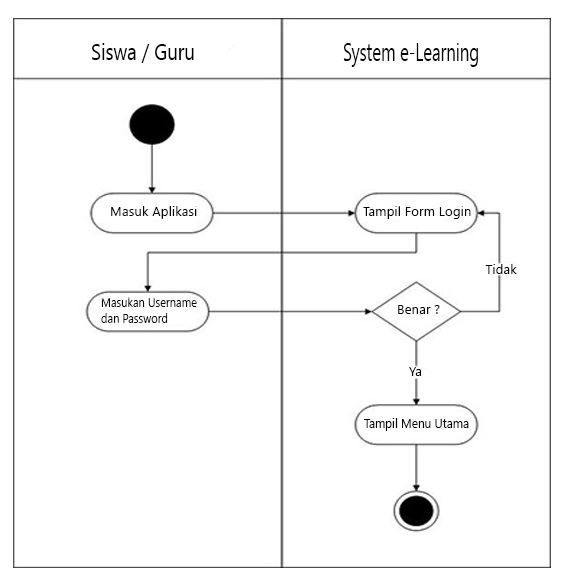 Siswa / Guru
System e-Learning
Masuk Aplikasi
Tampil Form Login
Tidak
Masukan Username
dan Password
Benar ?
Ya
Tampil Menu Utama